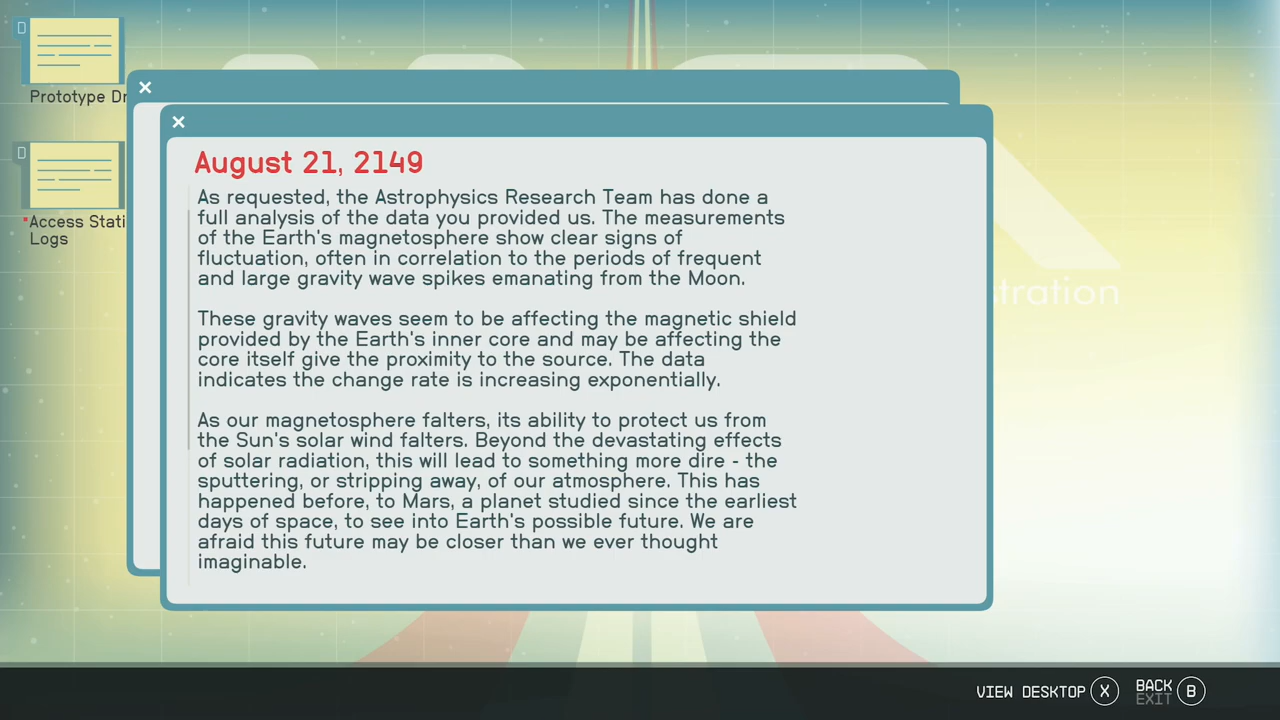 D
Prototype Dr
D
*Access Stati
Logs
August 21, 2149
As requested, the Astrophysics Research Team has done a
full analysis of the data you provided us. The measurements
of the Earth's magnetosphere show clear signs of
fluctuation, often in correlation to the periods of frequent
and large gravity wave spikes emanating from the Moon.
These gravity waves seem to be affecting the magnetic shield
provided by the Earth's inner core and may be affecting the
core itself give the proximity to the source. The data
indicates the change rate is increasing exponentially.
As our magnetosphere falters, its ability to protect us from
the Sun's solar wind falters. Beyond the devastating effects
of solar radiation, this will lead to something more dire - the
sputtering, or stripping away, of our atmosphere. This has
happened before, to Mars, a planet studied since the earliest
days of space, to see into Earth's possible future. We are
afraid this future may be closer than we ever thought
imaginable.
stration
VIEW DESKTOP X
BACK B
EXIT